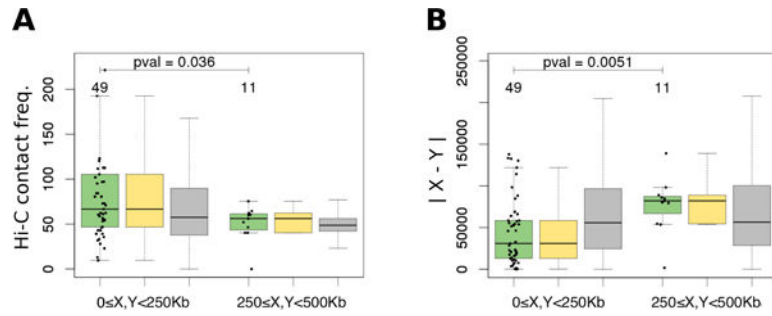 A
Hi-C contact freq.
0
50
100
150
200
pval = 0.036
49
11
0≤X,Y<250Kb
250≤X,Y<500Kb
B
| X - Y |
0
50000
150000
250000
pval = 0.0051
49
11
0≤X,Y<250Kb
250≤X,Y<500Kb